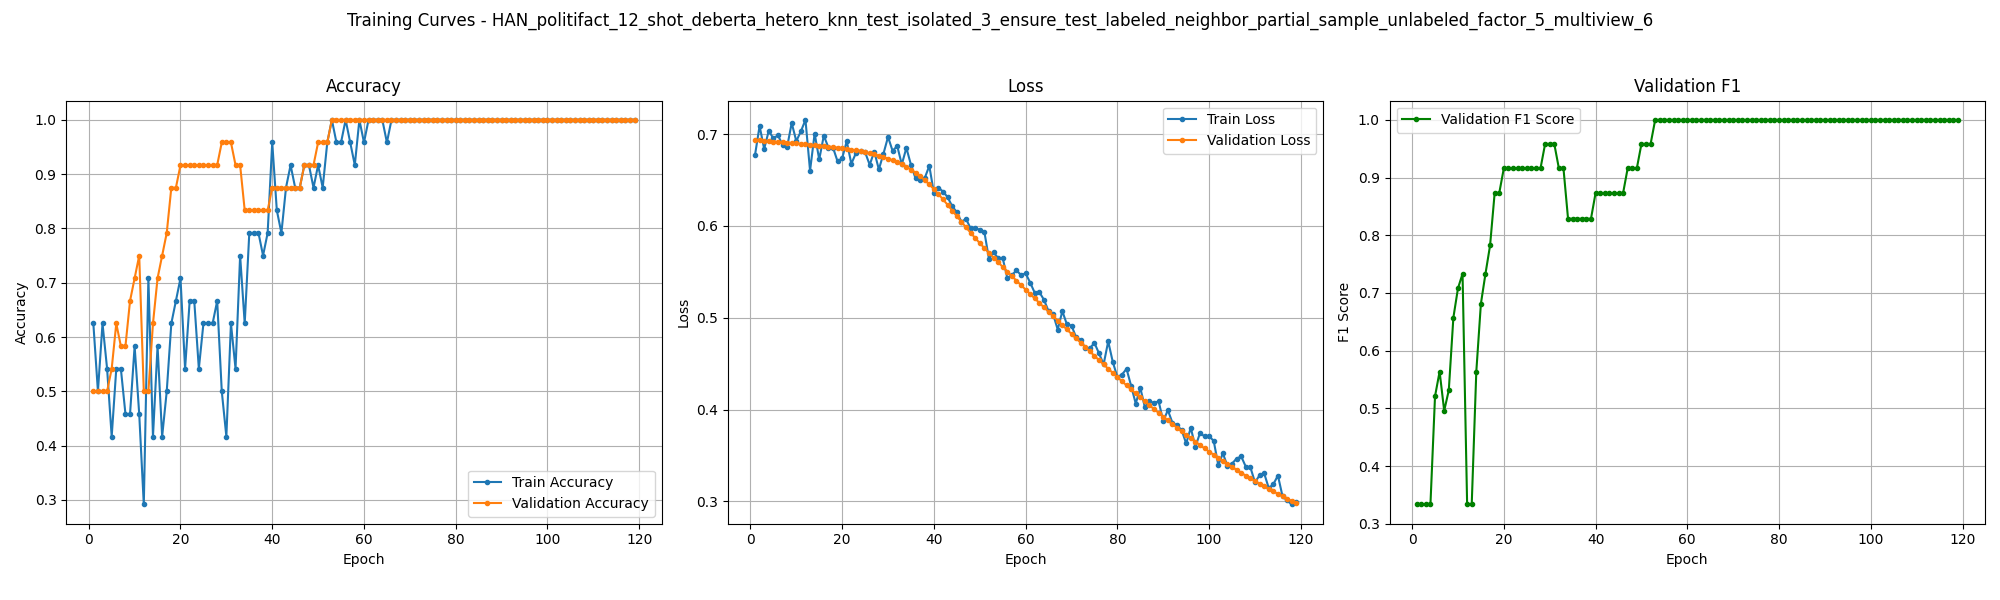 Training Curves - HAN_politifact_12_shot_deberta_hetero_knn_test_isolated_3_ensure_test_labeled_neighbor_partial_sample_unlabeled_factor_5_multiview_6
Accuracy
1.0
0.9
0.8
0.7
0.6
0.5
0.4
0.3
Accuracy
0 20 40 60 80 100 120
Epoch
Train Accuracy
Validation Accuracy
Loss
0.7
0.6
0.5
0.4
0.3
Loss
0 20 40 60 80 100 120
Epoch
Train Loss
Validation Loss
Validation F1
1.0
0.9
0.8
0.7
0.6
0.5
0.4
0.3
F1 Score
0 20 40 60 80 100 120
Epoch
Validation F1 Score